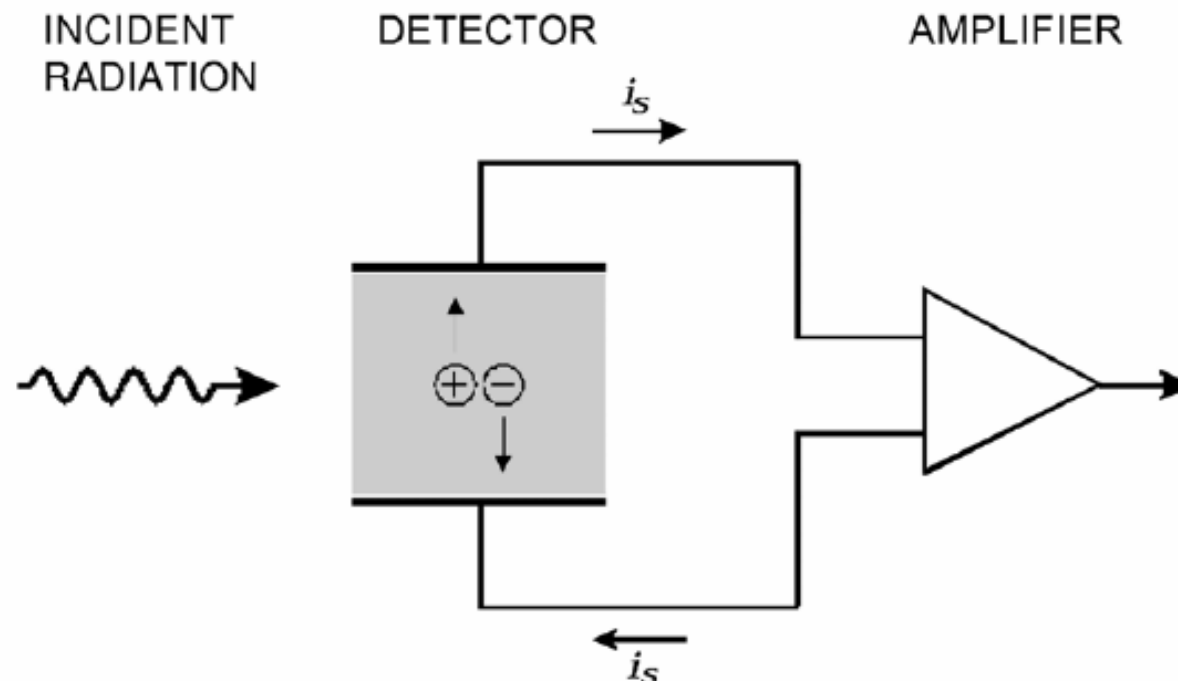 INCIDENT
RADIATION
DETECTOR
AMPLIFIER
is
+
−
is